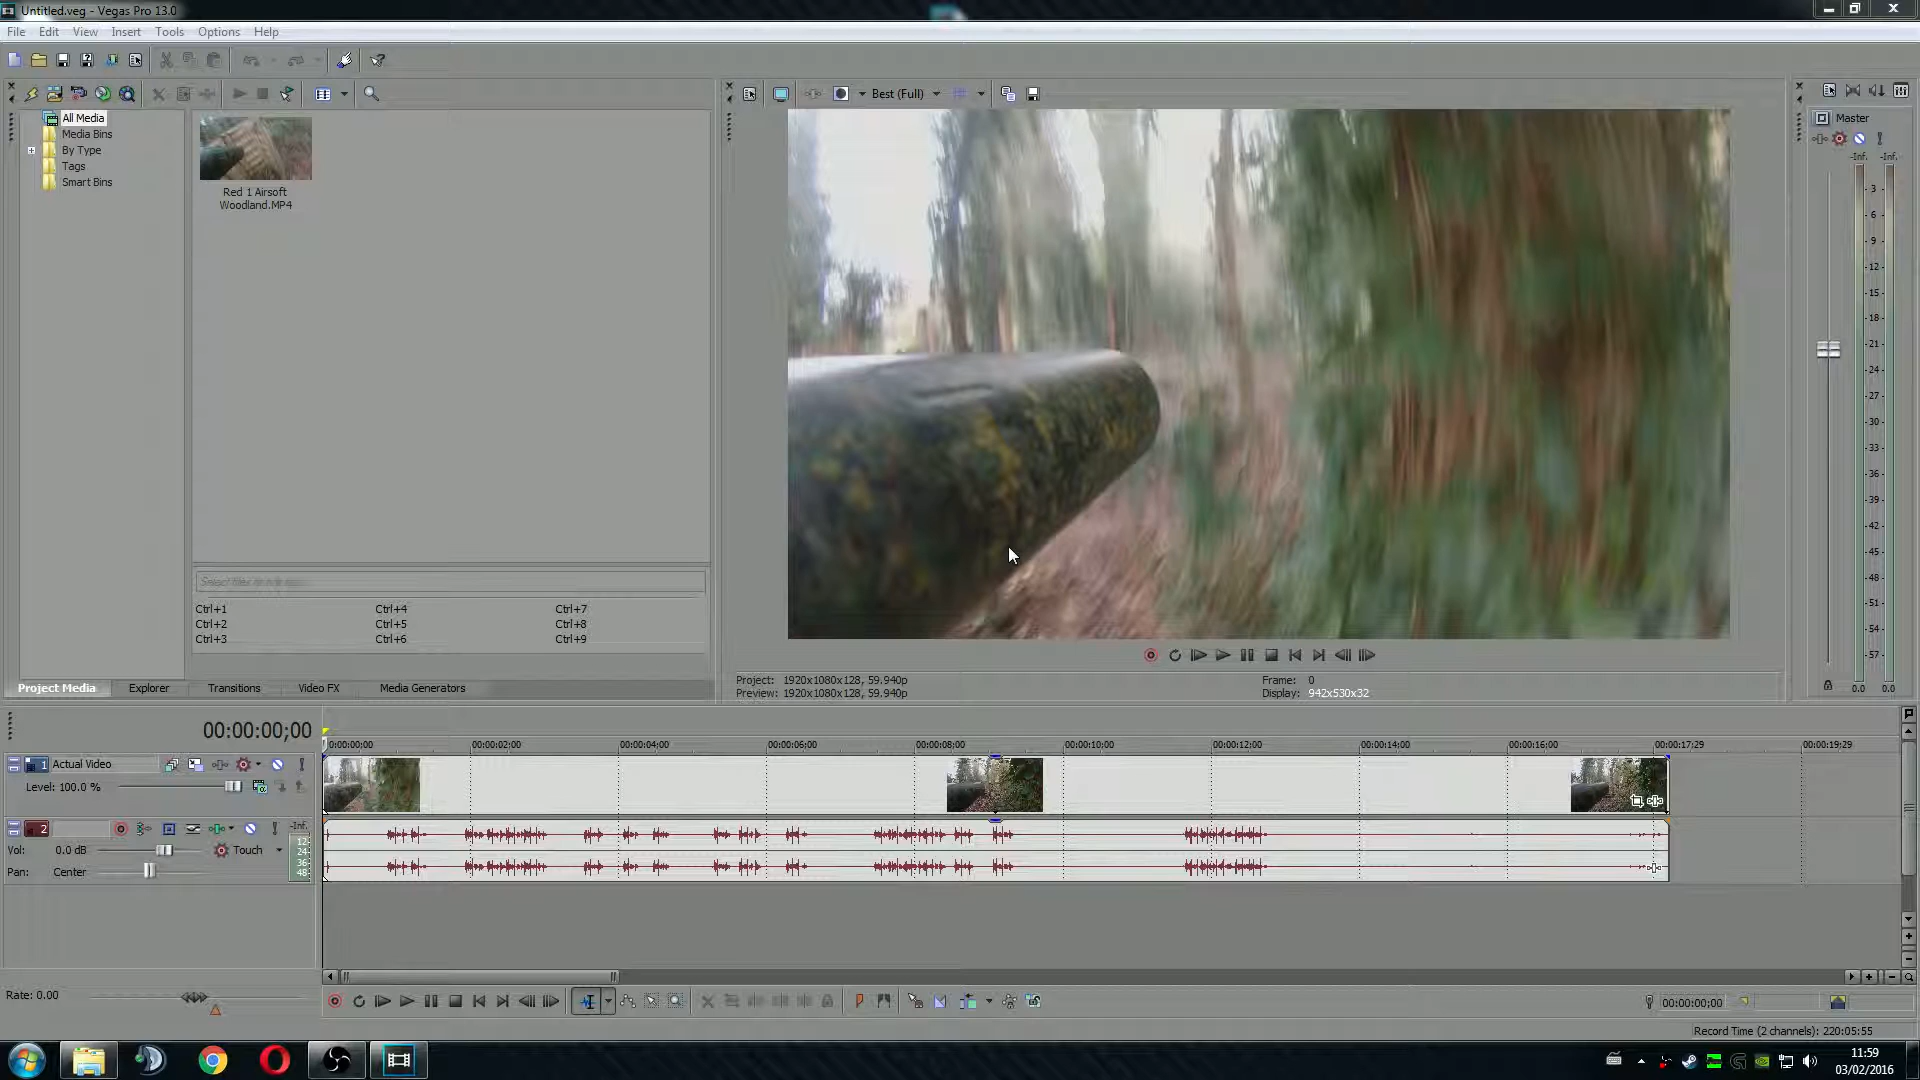 Untitled.veg - Vegas Pro 13.0
File Edit View Insert Tools Options Help
Best (Full)
All Media
Media Bins
By Type
Tags
Smart Bins
Red 1 Airsoft
Woodland.MP4
Master
-Inf. -Inf.
- 3 -
- 6 -
- 9 -
- 12 -
- 15 -
- 18 -
- 21 -
- 24 -
- 27 -
- 30 -
- 33 -
- 36 -
- 39 -
- 42 -
- 45 -
- 48 -
- 51 -
- 54 -
- 57 -
0.0 0.0
Ctrl+1 Ctrl+4 Ctrl+7
Ctrl+2 Ctrl+5 Ctrl+8
Ctrl+3 Ctrl+6 Ctrl+9
Project Media Explorer Transitions Video FX Media Generators
Project: 1920x1080x128, 59.940p Frame: 0
Preview: 1920x1080x128, 59.940p Display: 942x530x32
00:00:00;00
0:00:00;00 00:00:02;00 00:00:04;00 00:00:06;00 00:00:08;00 00:00:10;00 00:00:12;00 00:00:14;00 00:00:16;00 00:00:17;29 00:00:19;29
1 Actual Video
Level: 100.0 %
2 -Inf.
12-
24-
36-
48-
Vol: 0.0 dB Touch
Pan: Center
Rate: 0.00
00:00:00;00
Record Time (2 channels): 220:05:55
11:59
03/02/2016